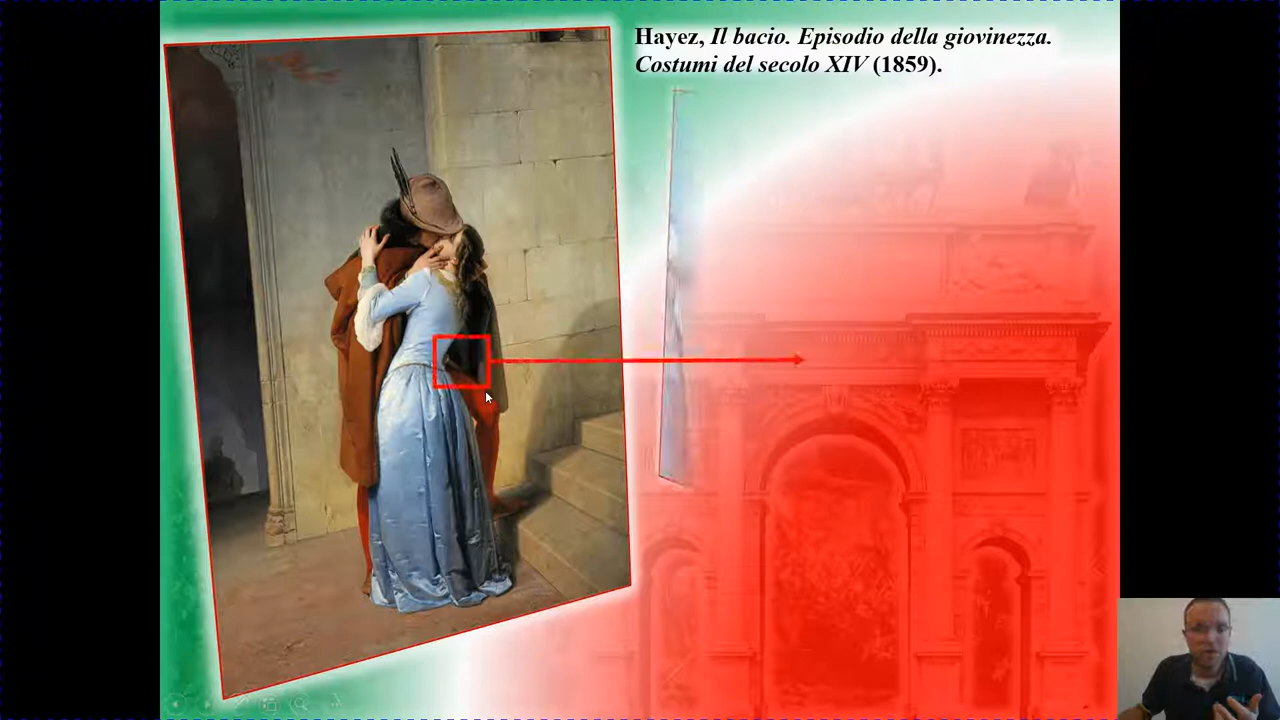 Hayez, Il bacio. Episodio della giovinezza.
Costumi del secolo XIV (1859).